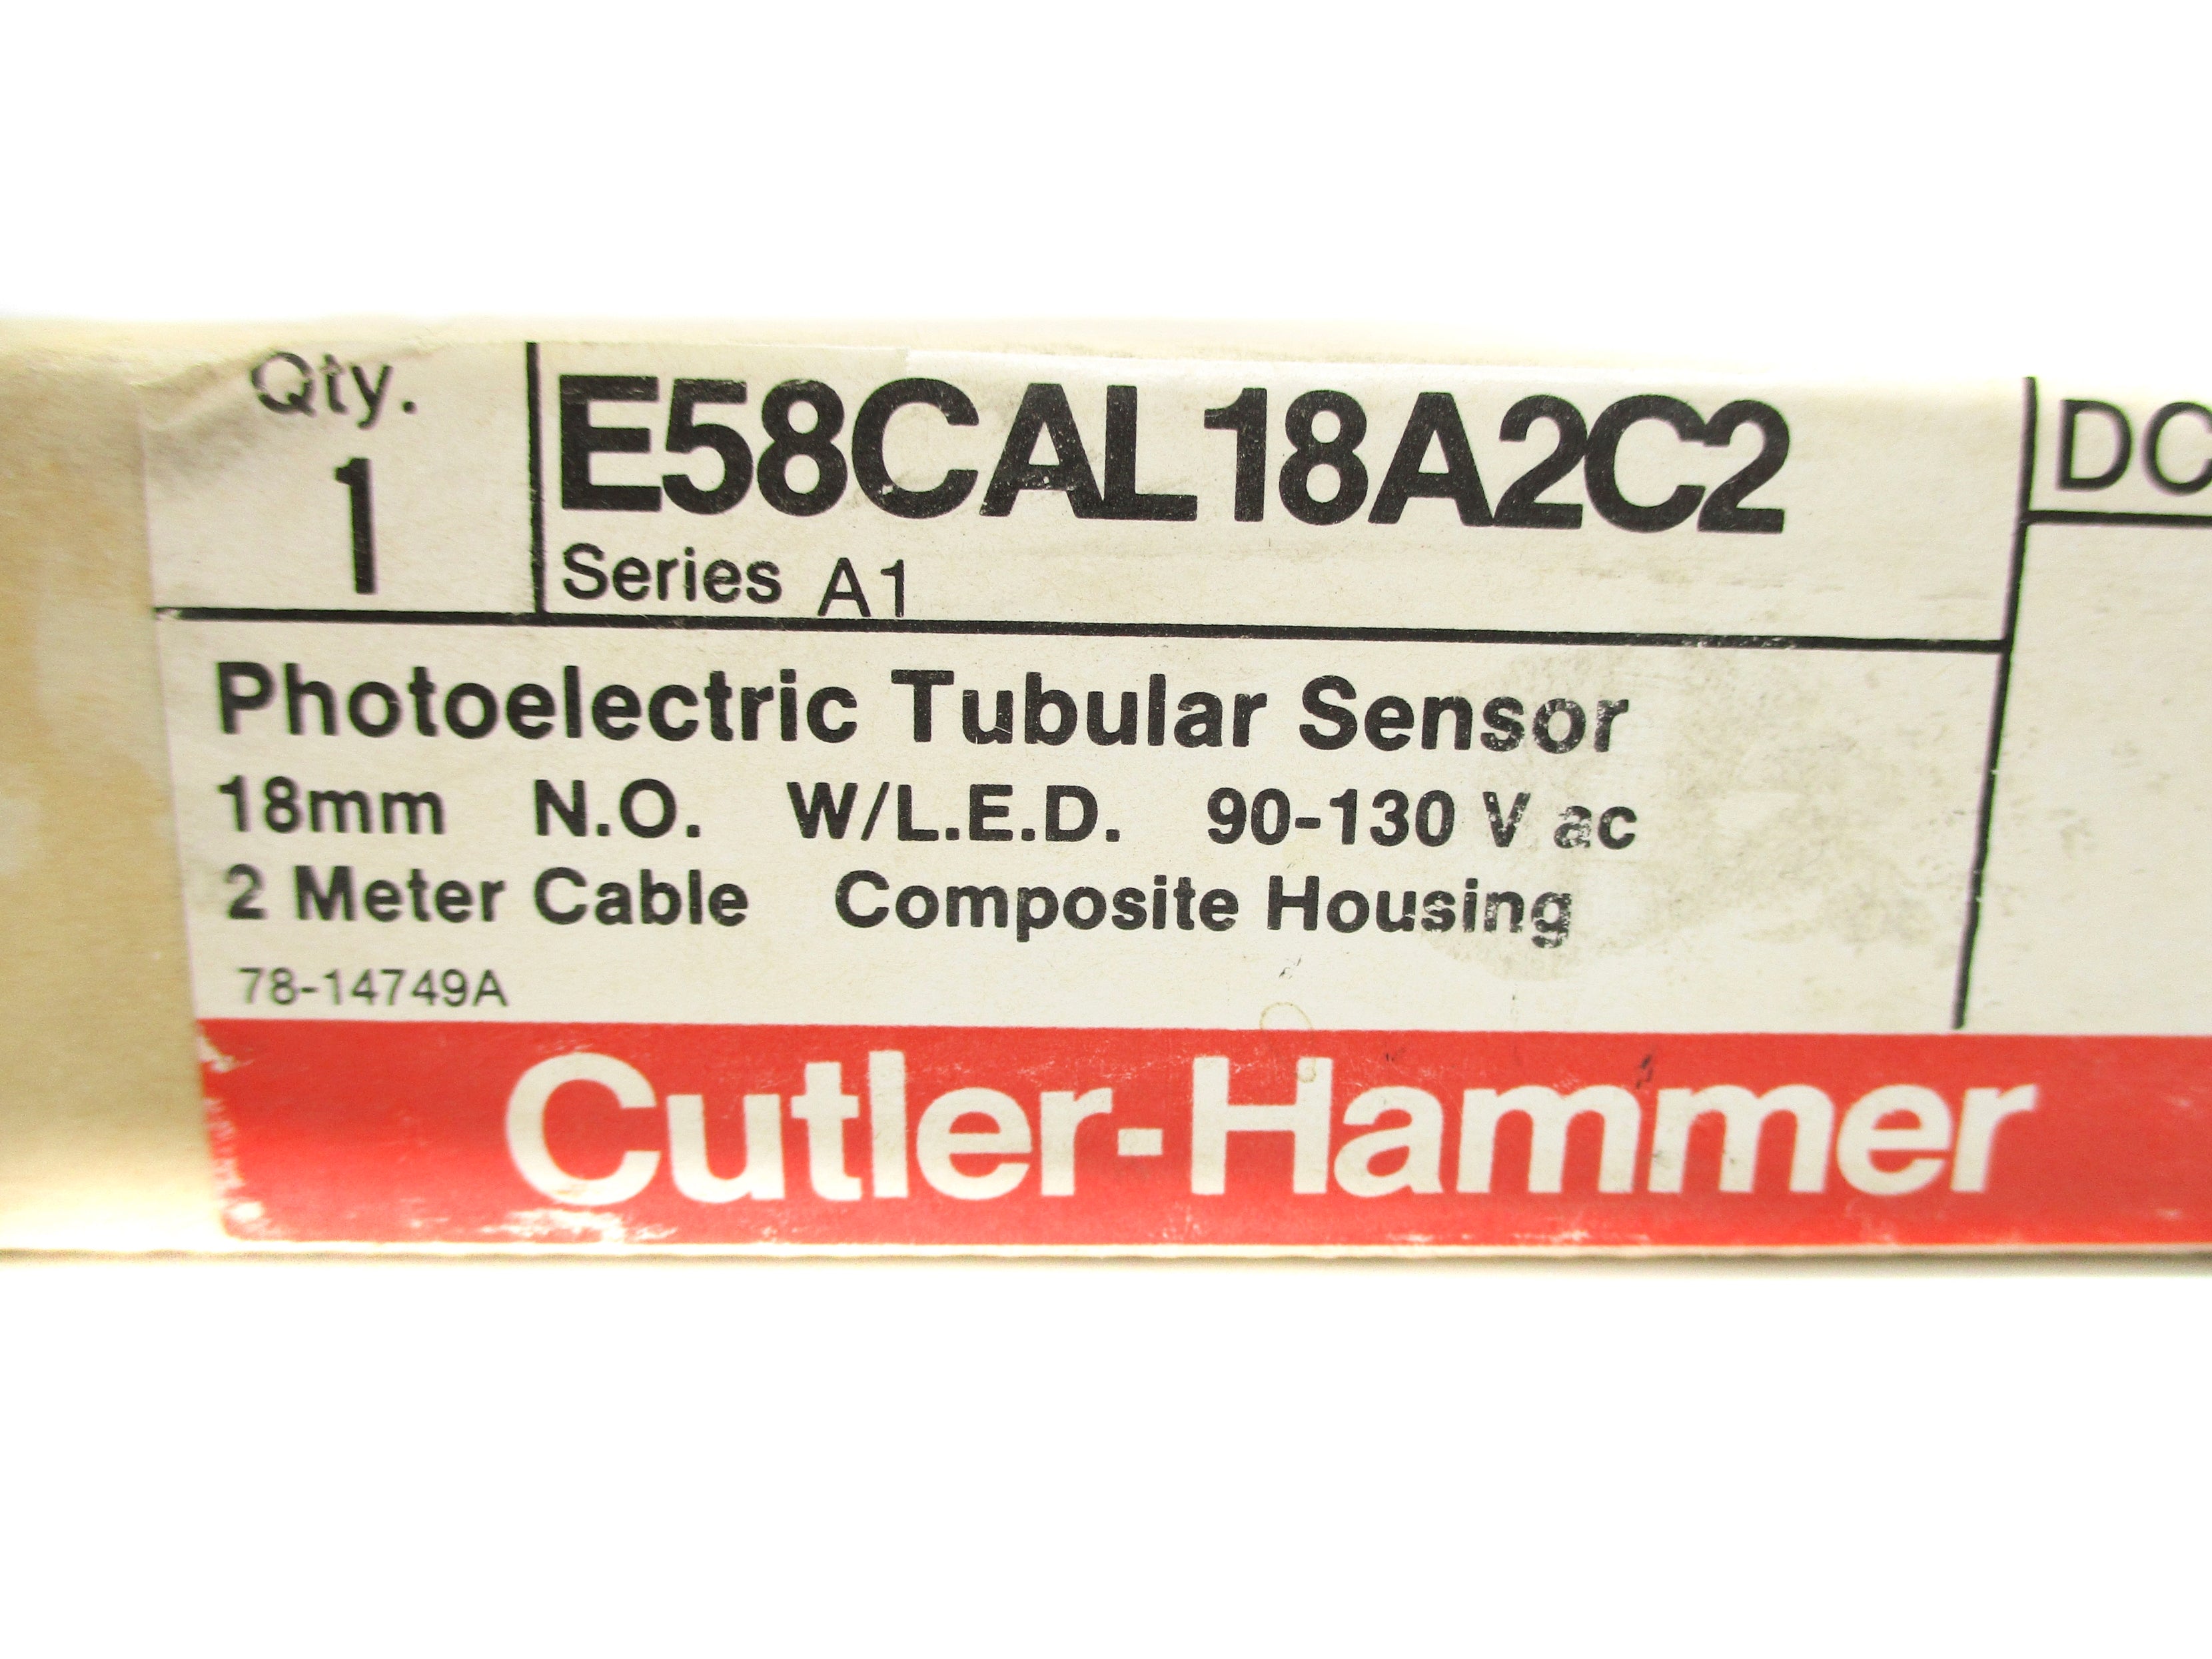 Qty.
1
E58CAL18A2C2
Series A1
DC
Photoelectric Tubular Sensor
18mm N.O. W/L.E.D. 90-130 V ac
2 Meter Cable Composite Housing
78-14749A
Cutler-Hammer